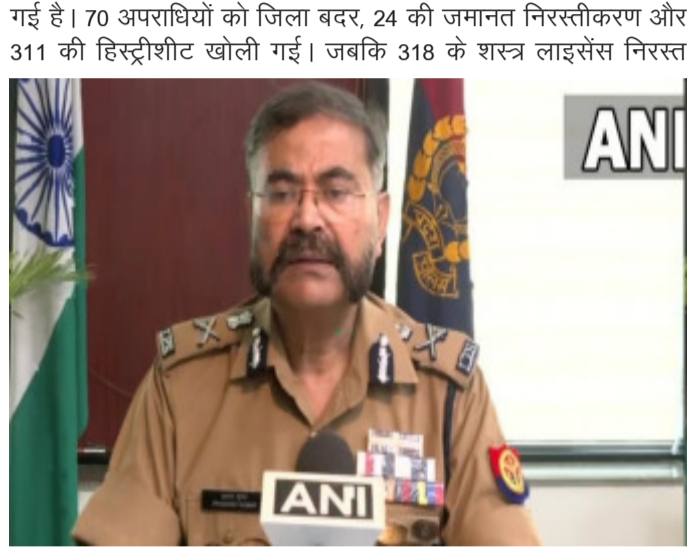 गई है। 70 अपराधियों को जिला बदर, 24 की जमानत निरस्तीकरण और
311 की हिस्ट्रीशीट खोली गई। जबकि 318 के शस्त्र लाइसेंस निरस्त
ANI
ANI